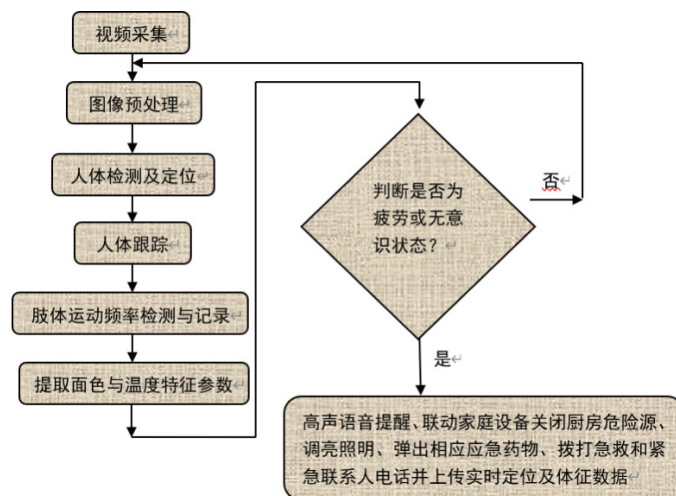 视频采集
图像预处理
人体检测及定位
人体跟踪
肢体运动频率检测与记录
提取面色与温度特征参数
判断是否为
疲劳或无意
识状态？
否
是
高声语音提醒、联动家庭设备关闭厨房危险源、
调亮照明、弹出相应应急药物、拨打急救和紧
急联系人电话并上传实时定位及体征数据